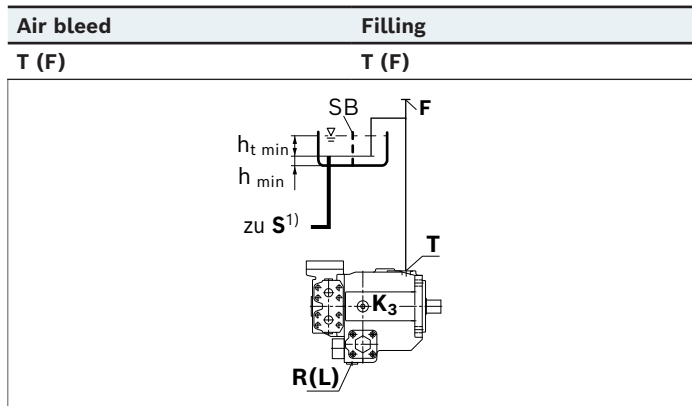 Air bleed Filling
T (F) T (F)
SB F
ht min
h min
zu S1)
T
K3
R(L)